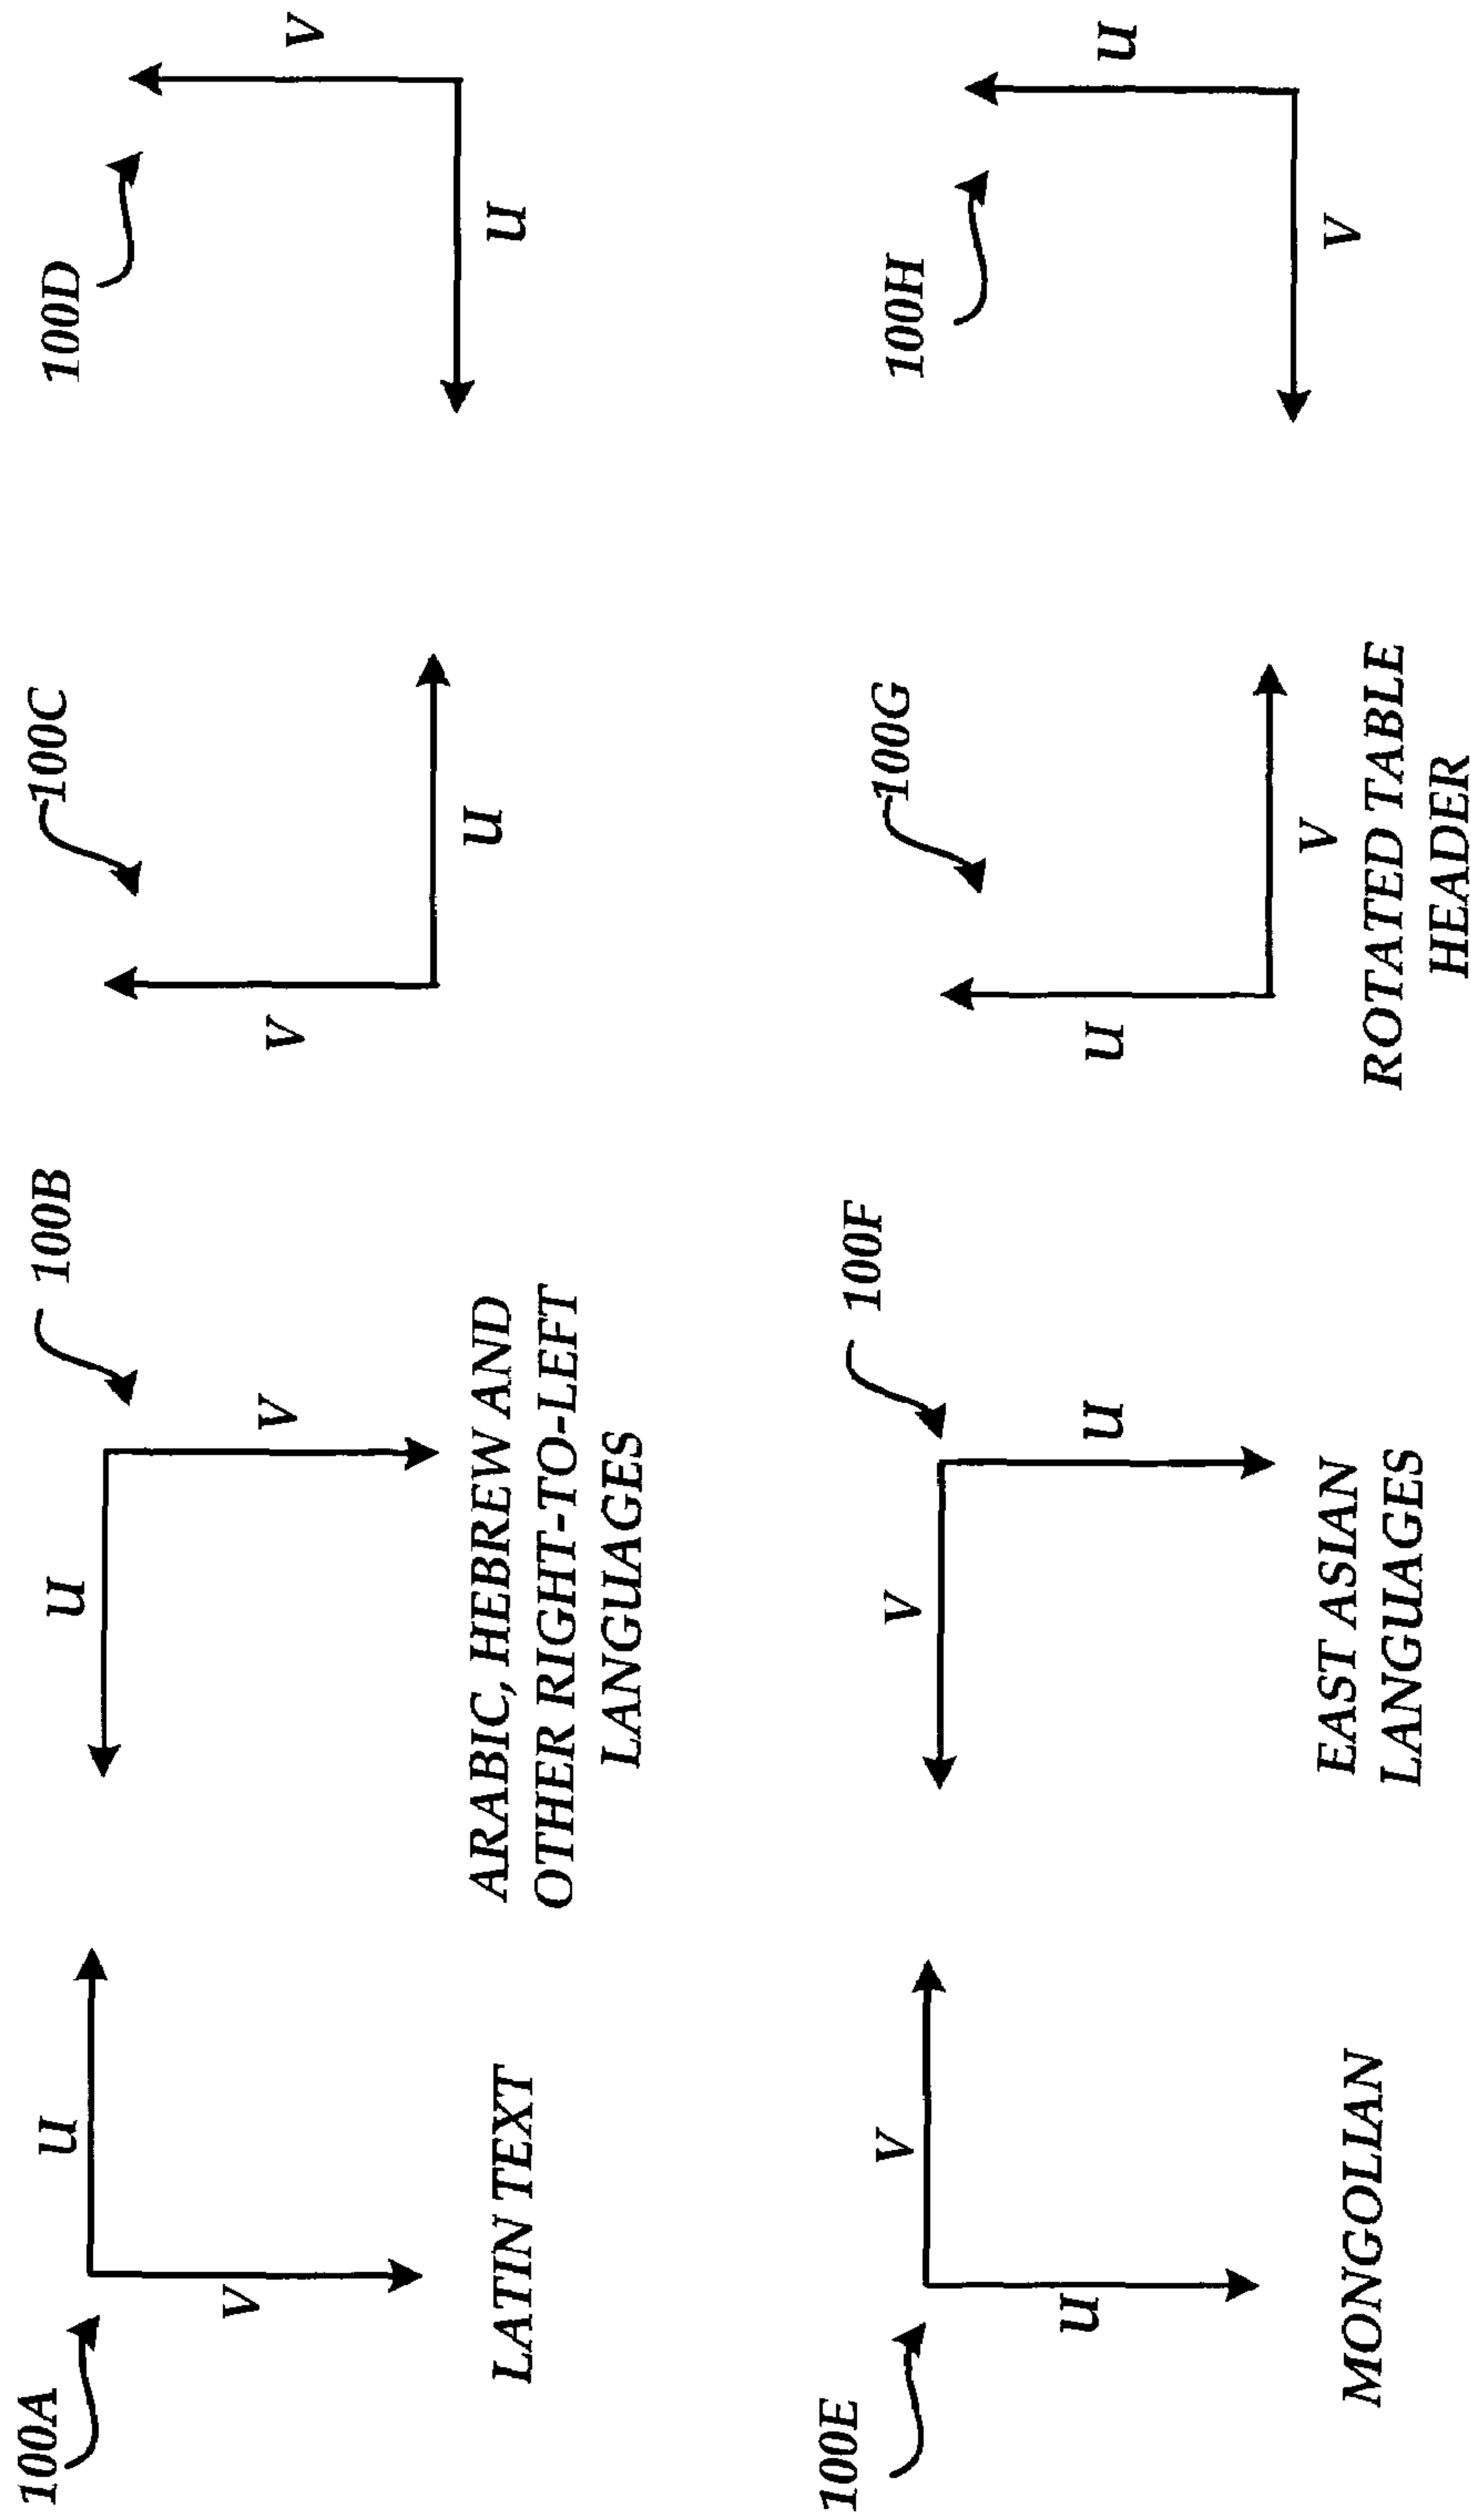 100A
u
v
LATIN TEXT
100B
u
v
ARABIC, HEBREW AND
OTHER RIGHT-TO-LEFT
LANGUAGES
100C
v
u
100D
v
u
100E
v
u
MONGOLIAN
100F
v
u
EAST ASIAN
LANGUAGES
100G
u
v
ROTATED TABLE
HEADER
100H
u
v